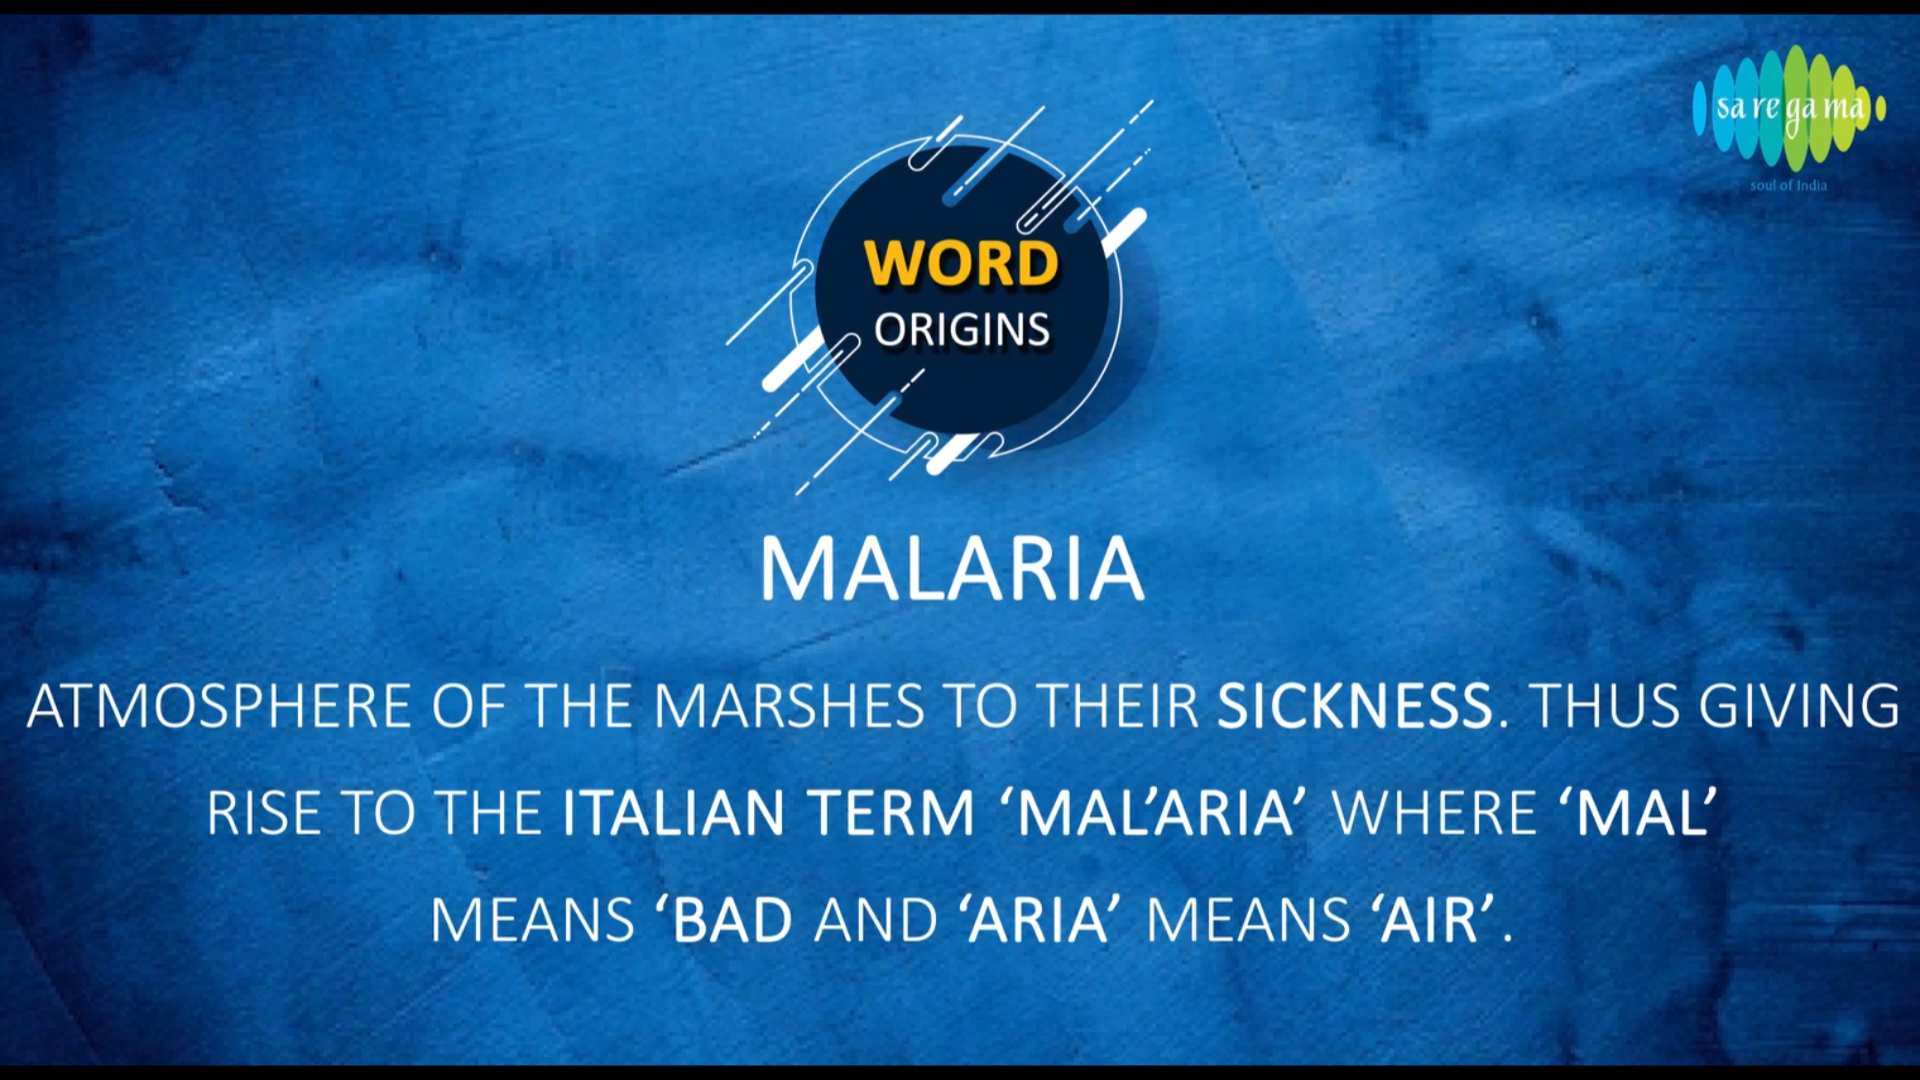 sa re ga ma
soul of India
WORD
ORIGINS
MALARIA
ATMOSPHERE OF THE MARSHES TO THEIR SICKNESS. THUS GIVING
RISE TO THE ITALIAN TERM ‘MAL’ARIA’ WHERE ‘MAL’
MEANS ‘BAD AND ‘ARIA’ MEANS ‘AIR’.